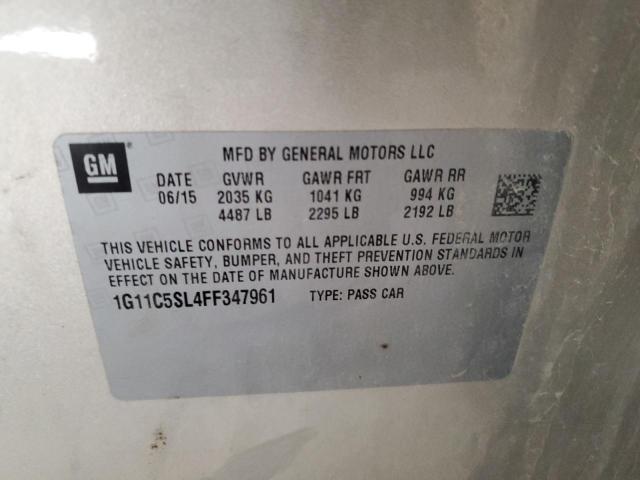 GM
MFD BY GENERAL MOTORS LLC
DATE GVWR GAWR FRT GAWR RR
06/15 2035 KG 1041 KG 994 KG
4487 LB 2295 LB 2192 LB
THIS VEHICLE CONFORMS TO ALL APPLICABLE U.S. FEDERAL MOTOR
VEHICLE SAFETY, BUMPER, AND THEFT PREVENTION STANDARDS IN
EFFECT ON THE DATE OF MANUFACTURE SHOWN ABOVE.
1G11C5SL4FF347961 TYPE: PASS CAR